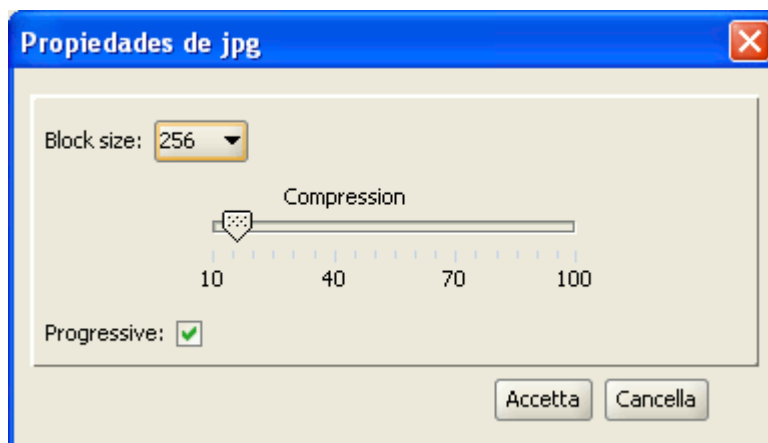 Propiedades de jpg
Block size: 256
Compression
10 40 70 100
Progressive:
Accetta Cancella